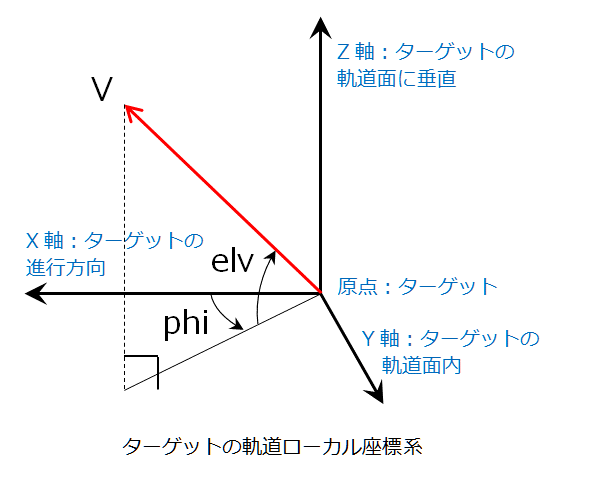 Z軸：ターゲットの
軌道面に垂直
V
X軸：ターゲットの
進行方向
elv
原点：ターゲット
phi
Y軸：ターゲットの
軌道面内
ターゲットの軌道ローカル座標系